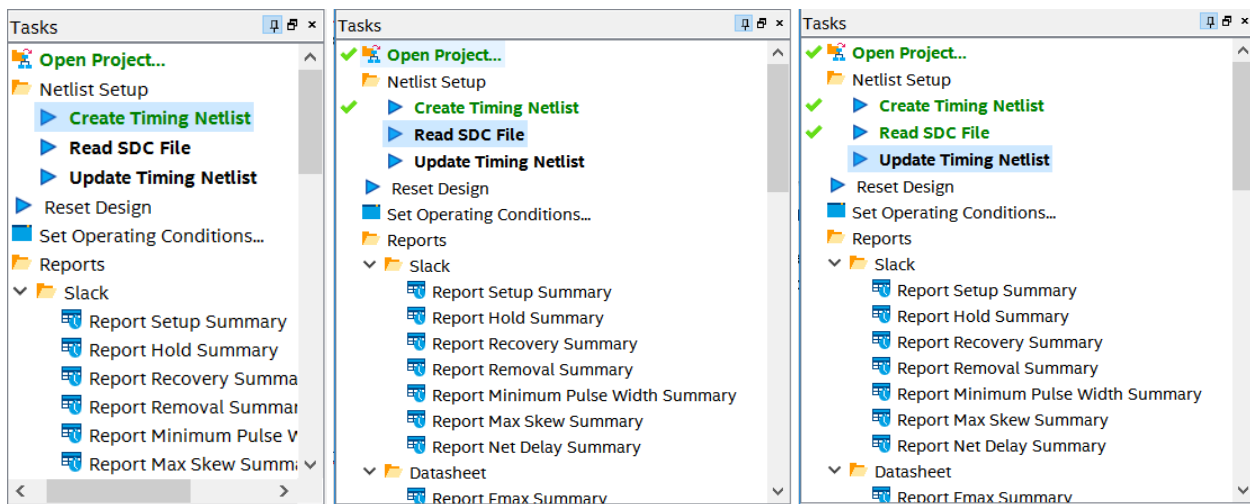 Tasks
Open Project...
Netlist Setup
Create Timing Netlist
Read SDC File
Update Timing Netlist
Reset Design
Set Operating Conditions...
Reports
Slack
Report Setup Summary
Report Hold Summary
Report Recovery Summa
Report Removal Summar
Report Minimum Pulse W
Report Max Skew Summa
Tasks
Open Project...
Netlist Setup
Create Timing Netlist
Read SDC File
Update Timing Netlist
Reset Design
Set Operating Conditions...
Reports
Slack
Report Setup Summary
Report Hold Summary
Report Recovery Summary
Report Removal Summary
Report Minimum Pulse Width Summary
Report Max Skew Summary
Report Net Delay Summary
Datasheet
Report Fmax Summary
Tasks
Open Project...
Netlist Setup
Create Timing Netlist
Read SDC File
Update Timing Netlist
Reset Design
Set Operating Conditions...
Reports
Slack
Report Setup Summary
Report Hold Summary
Report Recovery Summary
Report Removal Summary
Report Minimum Pulse Width Summary
Report Max Skew Summary
Report Net Delay Summary
Datasheet
Report Fmax Summary